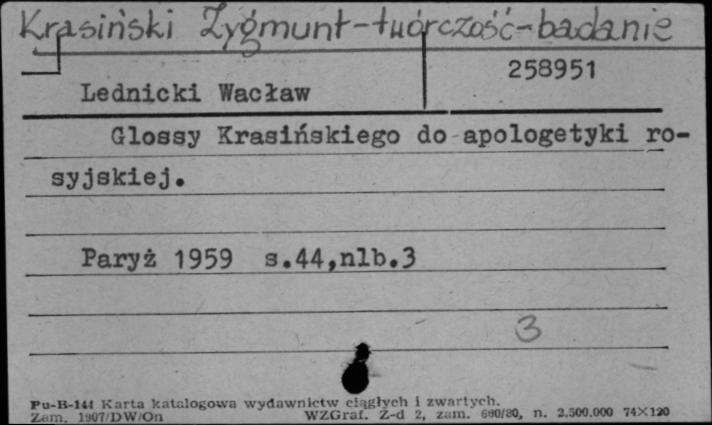 Krasiński Zygmunt-twórczość-badanie
258951
Lednicki Wacław
Glossy Krasińskiego do apologetyki ro-
syjskiej.
Paryż 1959 s.44,nlb.3
3
Pu-B-144 Karta katalogowa wydawnictw ciągłych i zwartych.
Zam. 1907/DW/On WZGraf. Z-d 2, zam. 680/80, n. 2.500.000 74×120